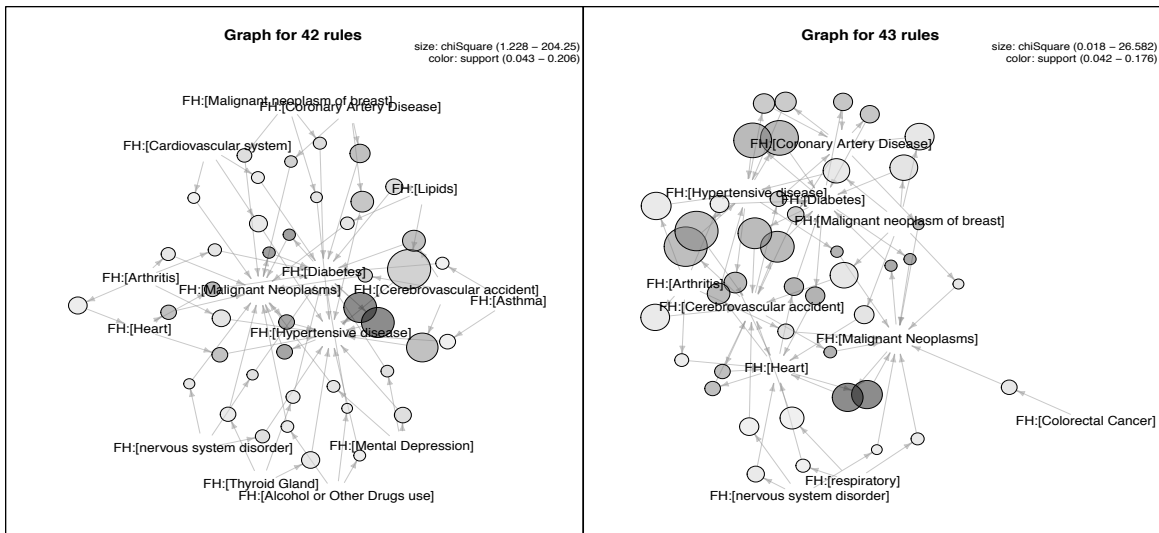 Graph for 42 rules
size: chiSquare (1.228 − 204.25)
color: support (0.043 − 0.206)
FH:[Malignant neoplasm of breast]
FH:[Coronary Artery Disease]
FH:[Cardiovascular system]
FH:[Lipids]
FH:[Arthritis]
FH:[Diabetes]
FH:[Malignant Neoplasms]
FH:[Cerebrovascular accident]
FH:[Asthma]
FH:[Heart]
FH:[Hypertensive disease]
FH:[nervous system disorder]
FH:[Mental Depression]
FH:[Thyroid Gland]
FH:[Alcohol or Other Drugs use]
Graph for 43 rules
size: chiSquare (0.018 − 26.582)
color: support (0.042 − 0.176)
FH:[Coronary Artery Disease]
FH:[Hypertensive disease]
FH:[Diabetes]
FH:[Malignant neoplasm of breast]
FH:[Arthritis]
FH:[Cerebrovascular accident]
FH:[Malignant Neoplasms]
FH:[Heart]
FH:[Colorectal Cancer]
FH:[respiratory]
FH:[nervous system disorder]